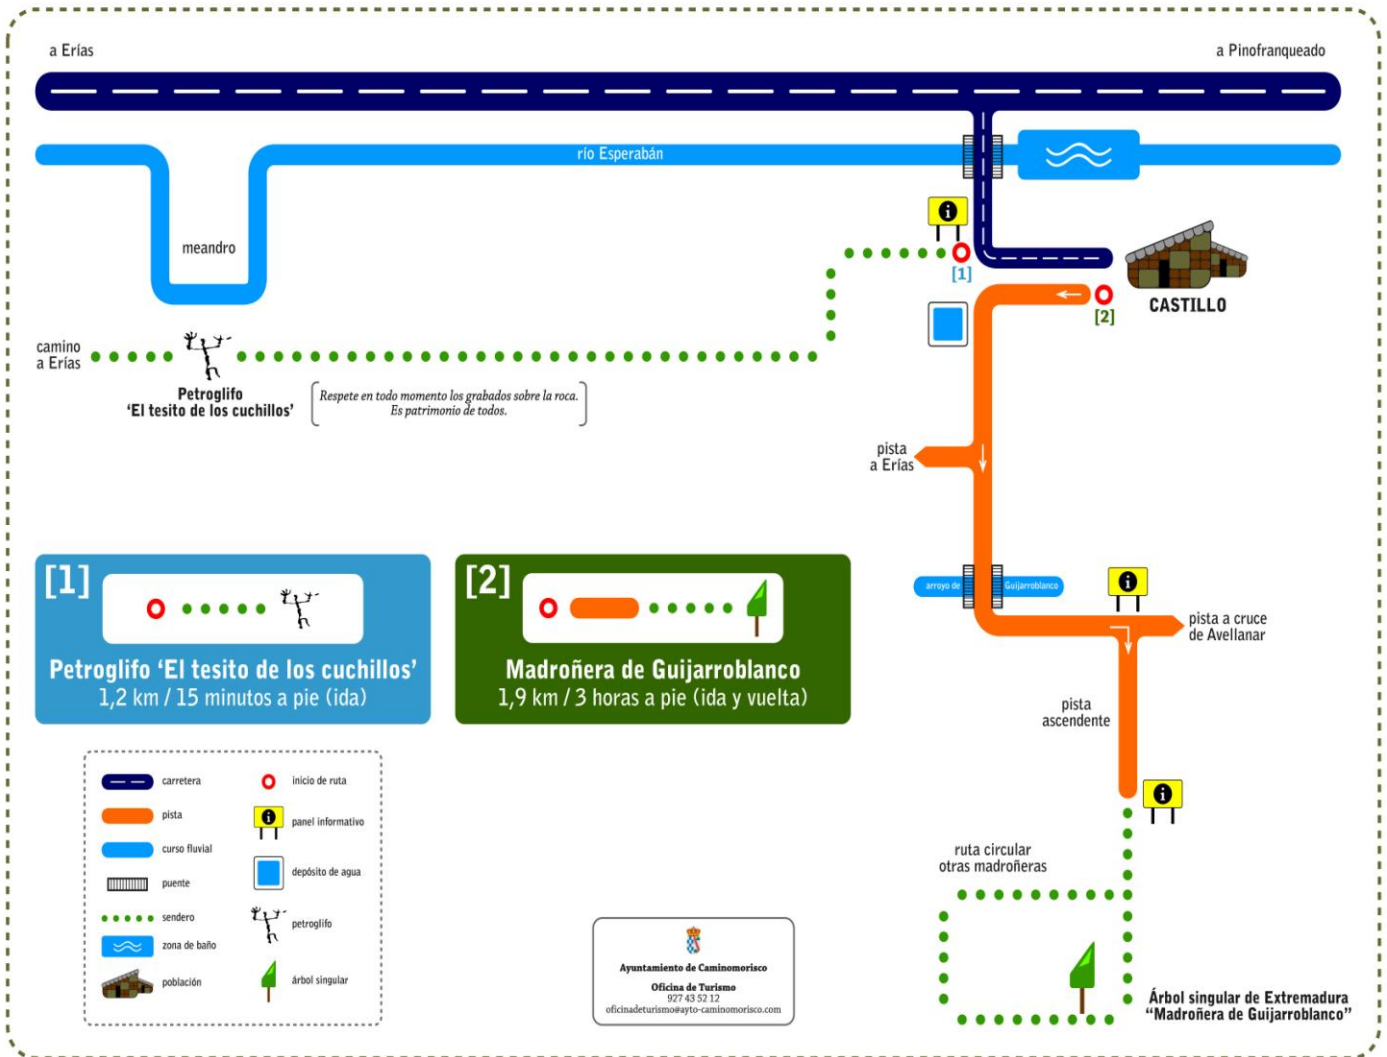 a Erías
a Pinofranqueado
río Esperabán
meandro
[1]
[2]
CASTILLO
camino
a Erías
Petroglifo
‘El tesito de los cuchillos’
Respete en todo momento los grabados sobre la roca.
Es patrimonio de todos.
pista
a Erías
arroyo de Guijarroblanco
pista a cruce
de Avellanar
pista
ascendente
[1]
Petroglifo ‘El tesito de los cuchillos’
1,2 km / 15 minutos a pie (ida)
[2]
Madroñera de Guijarroblanco
1,9 km / 3 horas a pie (ida y vuelta)
carretera
pista
curso fluvial
puente
sendero
zona de baño
población
inicio de ruta
panel informativo
depósito de agua
petroglifo
árbol singular
ruta circular
otras madroñeras
Árbol singular de Extremadura
“Madroñera de Guijarroblanco”
Ayuntamiento de Caminomorisco
Oficina de Turismo
927 43 52 12
oficinadeturismo@ayto-caminomorisco.com